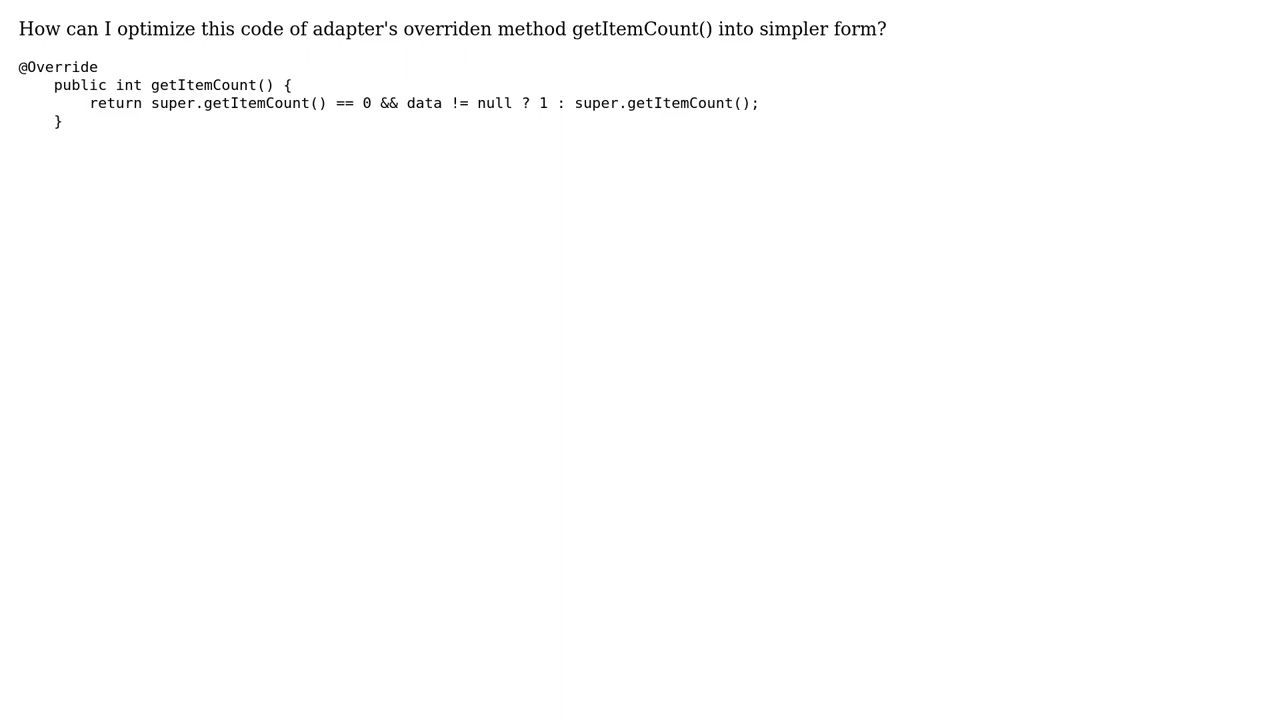 How can I optimize this code of adapter's overriden method getItemCount() into simpler form?
@Override
    public int getItemCount() {
        return super.getItemCount() == 0 && data != null ? 1 : super.getItemCount();
    }